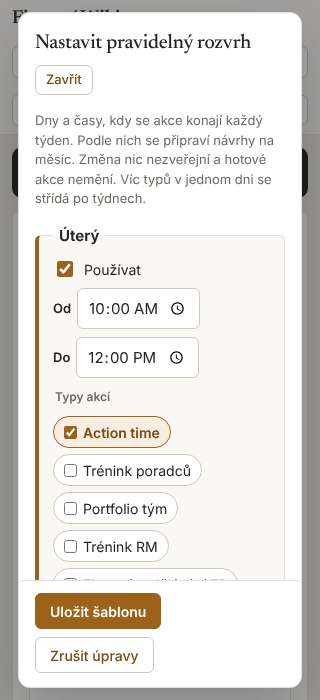 Nastavit pravidelný rozvrh
Zavřít
Dny a časy, kdy se akce konají každý
týden. Podle nich se připraví návrhy na
měsíc. Změna nic nezveřejní a hotové
akce nemění. Víc typů v jednom dni se
střídá po týdnech.
Úterý
Používat
Od 10:00 AM
Do 12:00 PM
Typy akcí
Action time
Trénink poradců
Portfolio tým
Trénink RM
Uložit šablonu
Zrušit úpravy